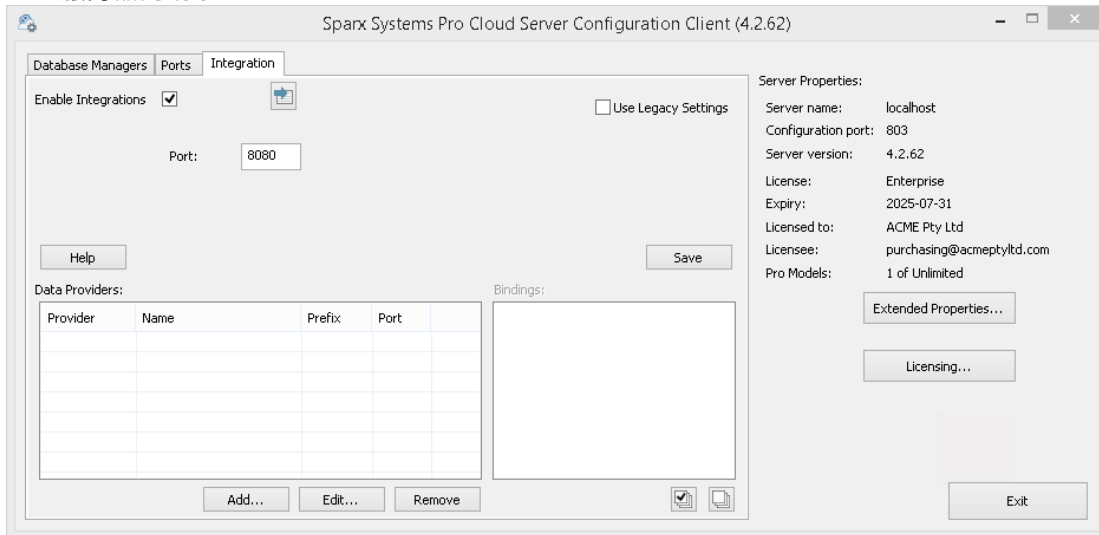 Sparx Systems Pro Cloud Server Configuration Client (4.2.62)
Database Managers Ports Integration
Enable Integrations
Use Legacy Settings
Port: 8080
Help
Save
Data Providers:
Bindings:
Provider Name Prefix Port
Add... Edit... Remove
Server Properties:
Server name: localhost
Configuration port: 803
Server version: 4.2.62
License: Enterprise
Expiry: 2025-07-31
Licensed to: ACME Pty Ltd
Licensee: purchasing@acmeptyltd.com
Pro Models: 1 of Unlimited
Extended Properties...
Licensing...
Exit